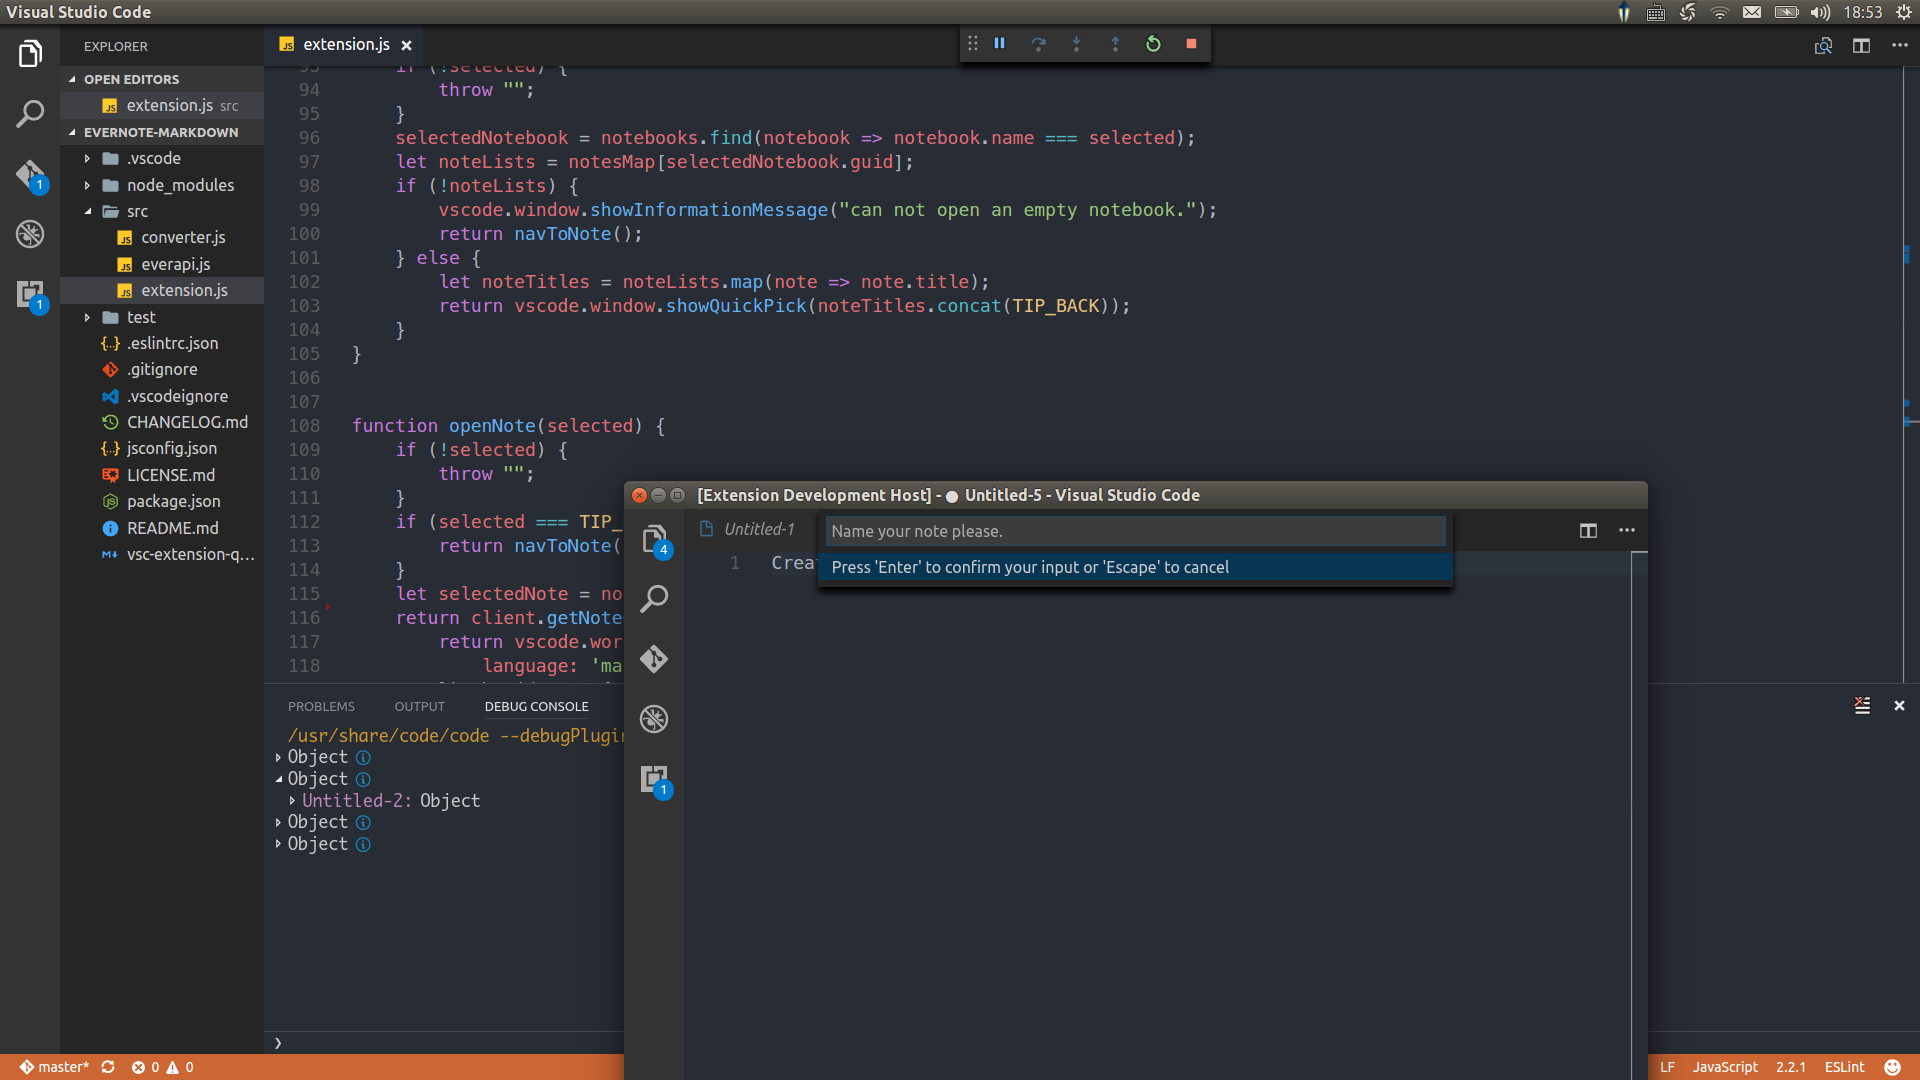 Visual Studio Code
18:53
EXPLORER
OPEN EDITORS
extension.js src
EVERNOTE-MARKDOWN
.vscode
node_modules
src
converter.js
everapi.js
extension.js
test
.eslintrc.json
.gitignore
.vscodeignore
CHANGELOG.md
jsconfig.json
LICENSE.md
package.json
README.md
vsc-extension-q...
1
1
extension.js
93 if (!selected) {
94 throw "";
95 }
96 selectedNotebook = notebooks.find(notebook => notebook.name === selected);
97 let noteLists = notesMap[selectedNotebook.guid];
98 if (!noteLists) {
99 vscode.window.showInformationMessage("can not open an empty notebook.");
100 return navToNote();
101 } else {
102 let noteTitles = noteLists.map(note => note.title);
103 return vscode.window.showQuickPick(noteTitles.concat(TIP_BACK));
104 }
105 }
106
107
108 function openNote(selected) {
109 if (!selected) {
110 throw "";
111 }
112 if (selected === TIP_
113 return navToNote(
114 }
115 let selectedNote = no
116 return client.getNote
117 return vscode.wor
118 language: 'ma
PROBLEMS OUTPUT DEBUG CONSOLE
/usr/share/code/code --debugPlugin
Object
Object
Untitled-2: Object
Object
Object
[Extension Development Host] - ● Untitled-5 - Visual Studio Code
4
1
Untitled-1
Name your note please.
Press 'Enter' to confirm your input or 'Escape' to cancel
1 Crea
master* 0 0
LF JavaScript 2.2.1 ESLint